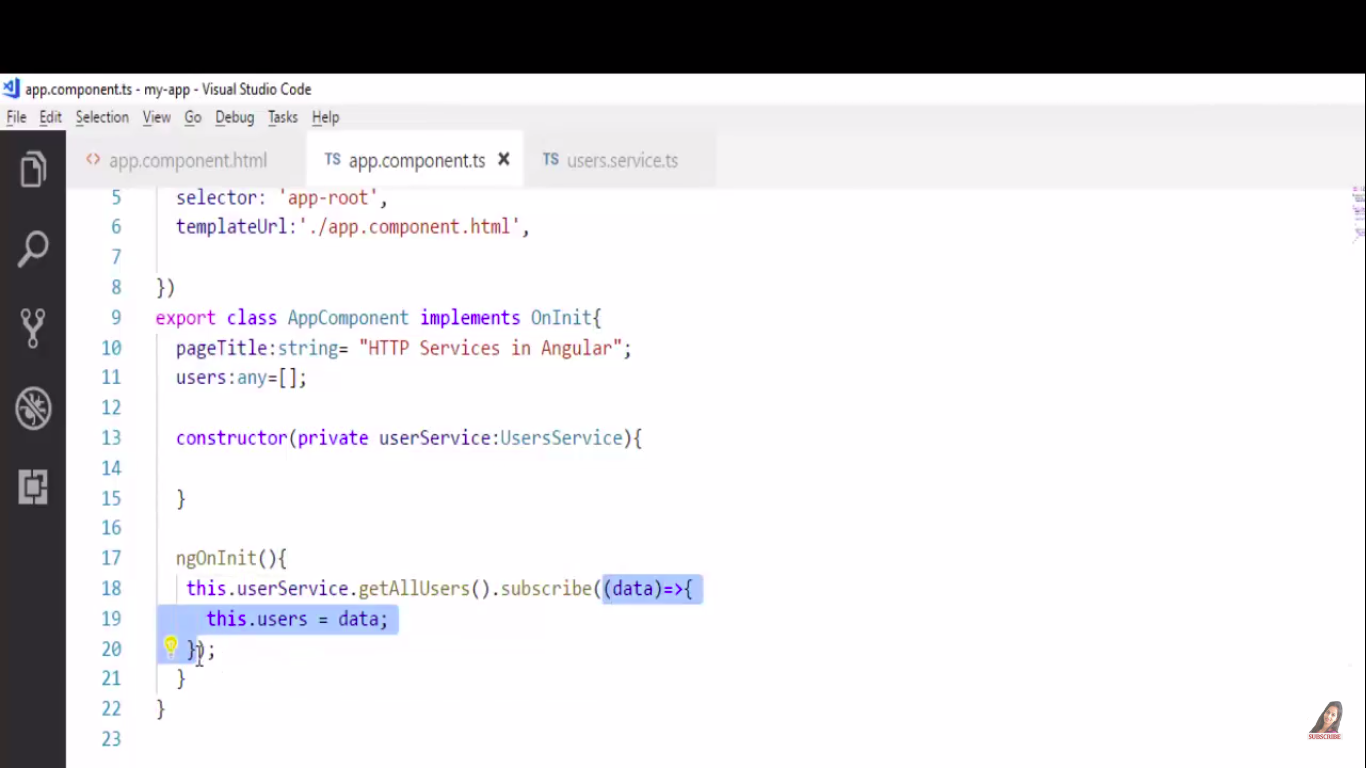 app.component.ts - my-app - Visual Studio Code
File Edit Selection View Go Debug Tasks Help
<> app.component.html TS app.component.ts × TS users.service.ts
5 selector: 'app-root',
6 templateUrl:'./app.component.html',
7
8 })
9 export class AppComponent implements OnInit{
10 pageTitle:string= "HTTP Services in Angular";
11 users:any=[];
12
13 constructor(private userService:UsersService){
14
15 }
16
17 ngOnInit(){
18 this.userService.getAllUsers().subscribe((data)=>{
19 this.users = data;
20 });
21 }
22 }
23
SUBSCRIBE